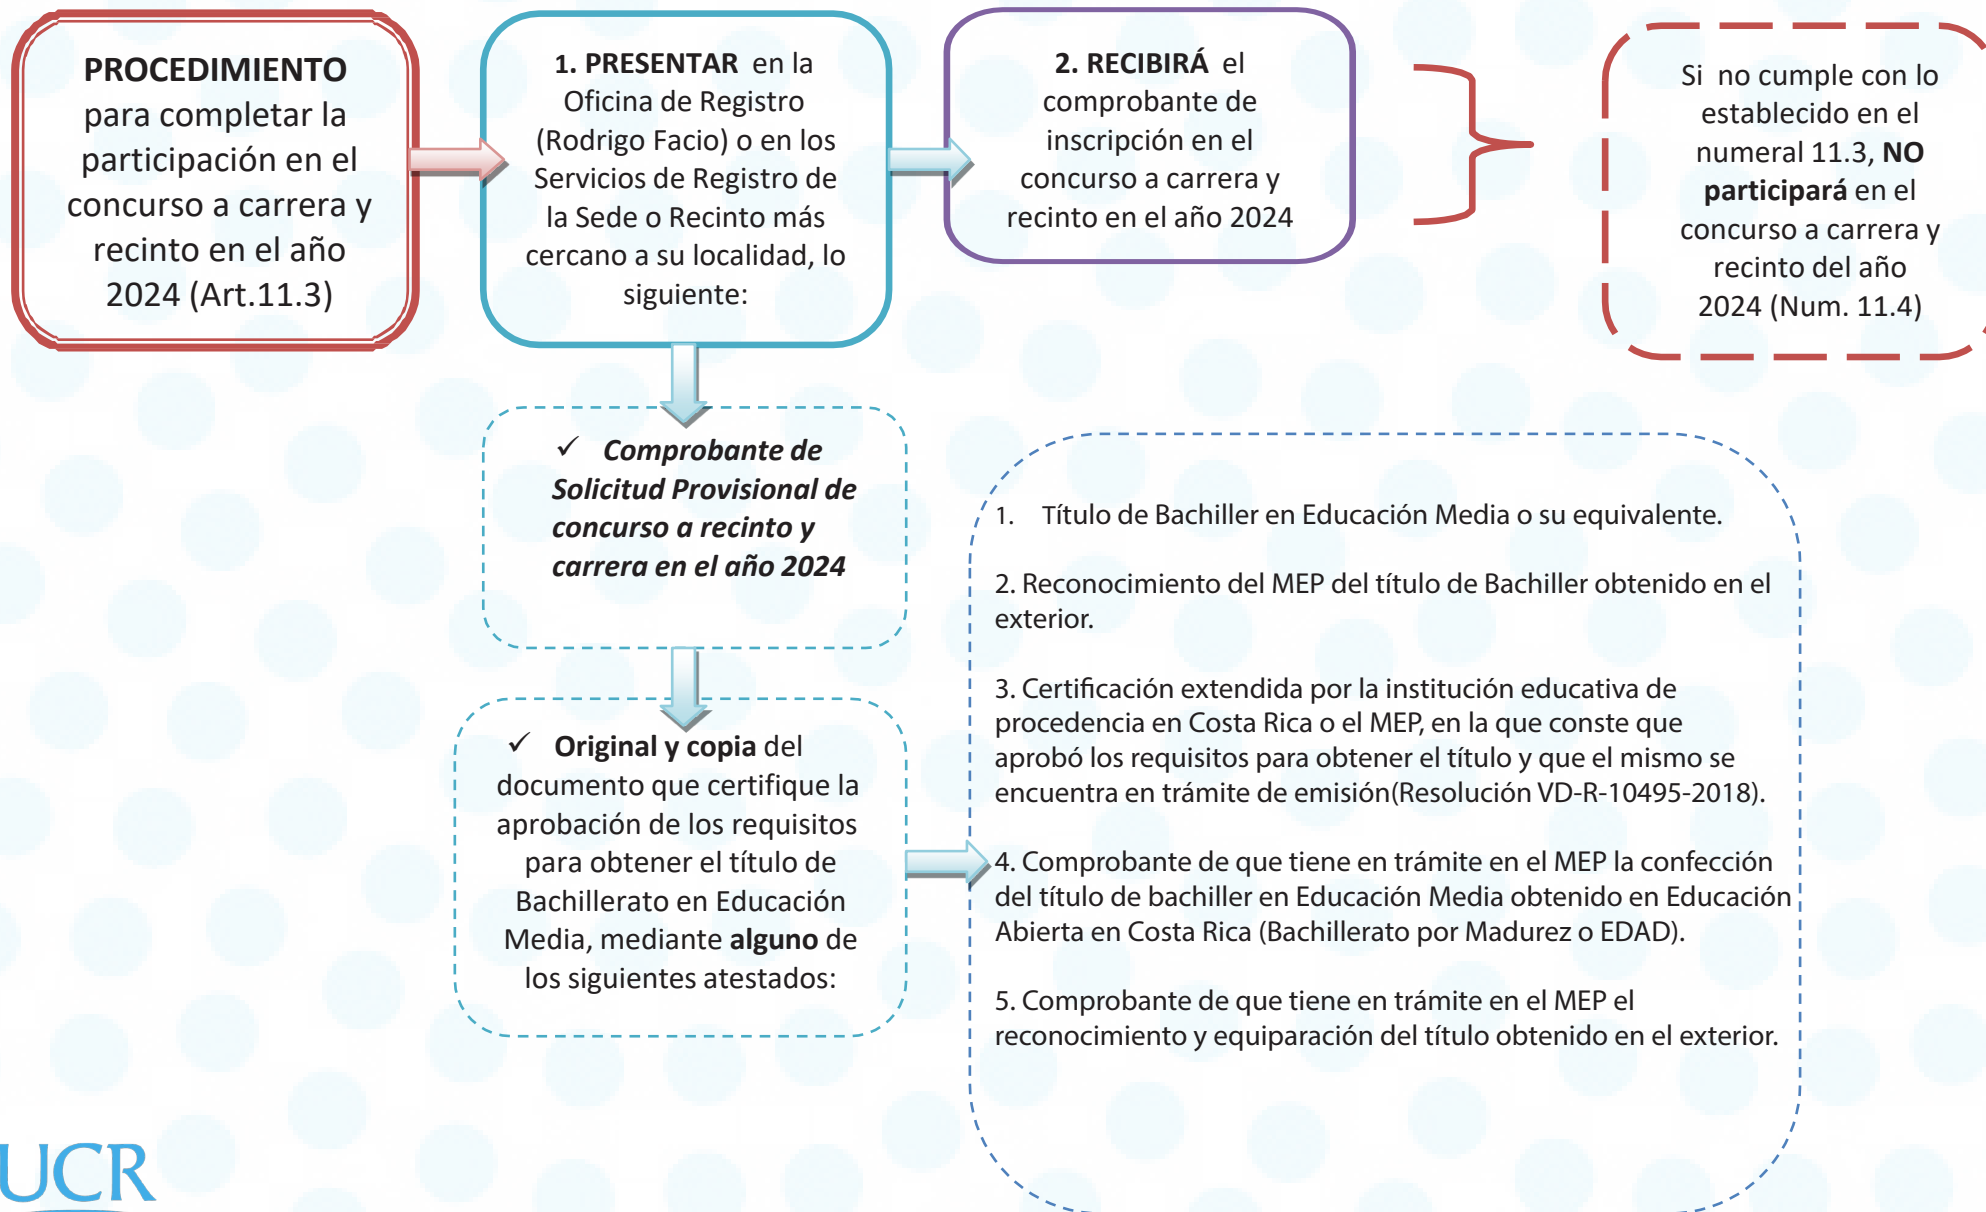 PROCEDIMIENTO
para completar la
participación en el
concurso a carrera y
recinto en el año
2024 (Art.11.3)
1. PRESENTAR en la
Oficina de Registro
(Rodrigo Facio) o en los
Servicios de Registro de
la Sede o Recinto más
cercano a su localidad, lo
siguiente:
2. RECIBIRÁ el
comprobante de
inscripción en el
concurso a carrera y
recinto en el año 2024
Si no cumple con lo
establecido en el
numeral 11.3, NO
participará en el
concurso a carrera y
recinto del año
2024 (Num. 11.4)
✓ Comprobante de
Solicitud Provisional de
concurso a recinto y
carrera en el año 2024
✓ Original y copia del
documento que certifique la
aprobación de los requisitos
para obtener el título de
Bachillerato en Educación
Media, mediante alguno de
los siguientes atestados:
1. Título de Bachiller en Educación Media o su equivalente.
2. Reconocimiento del MEP del título de Bachiller obtenido en el
exterior.
3. Certificación extendida por la institución educativa de
procedencia en Costa Rica o el MEP, en la que conste que
aprobó los requisitos para obtener el título y que el mismo se
encuentra en trámite de emisión(Resolución VD-R-10495-2018).
4. Comprobante de que tiene en trámite en el MEP la confección
del título de bachiller en Educación Media obtenido en Educación
Abierta en Costa Rica (Bachillerato por Madurez o EDAD).
5. Comprobante de que tiene en trámite en el MEP el
reconocimiento y equiparación del título obtenido en el exterior.
UCR